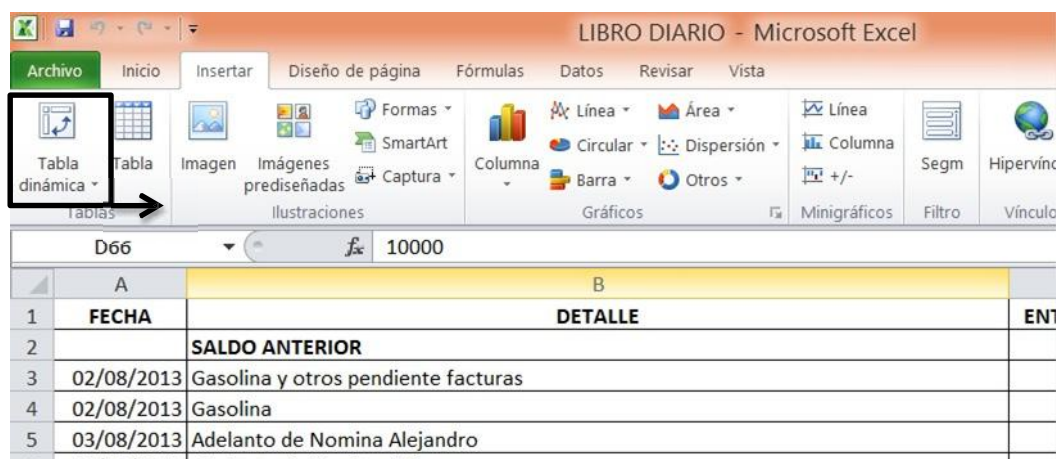 LIBRO DIARIO - Microsoft Excel
Archivo Inicio Insertar Diseño de página Fórmulas Datos Revisar Vista
Tabla dinámica
Tabla
Imagen
Imágenes prediseñadas
Formas
SmartArt
Captura
Columna
Línea
Circular
Barra
Área
Dispersión
Otros
Línea
Columna
+/-
Segm
Hipervínc
Tablas Ilustraciones Gráficos Minigráficos Filtro Vínculo
D66 fx 10000
A B
1 FECHA DETALLE ENT
2 SALDO ANTERIOR
3 02/08/2013 Gasolina y otros pendiente facturas
4 02/08/2013 Gasolina
5 03/08/2013 Adelanto de Nomina Alejandro